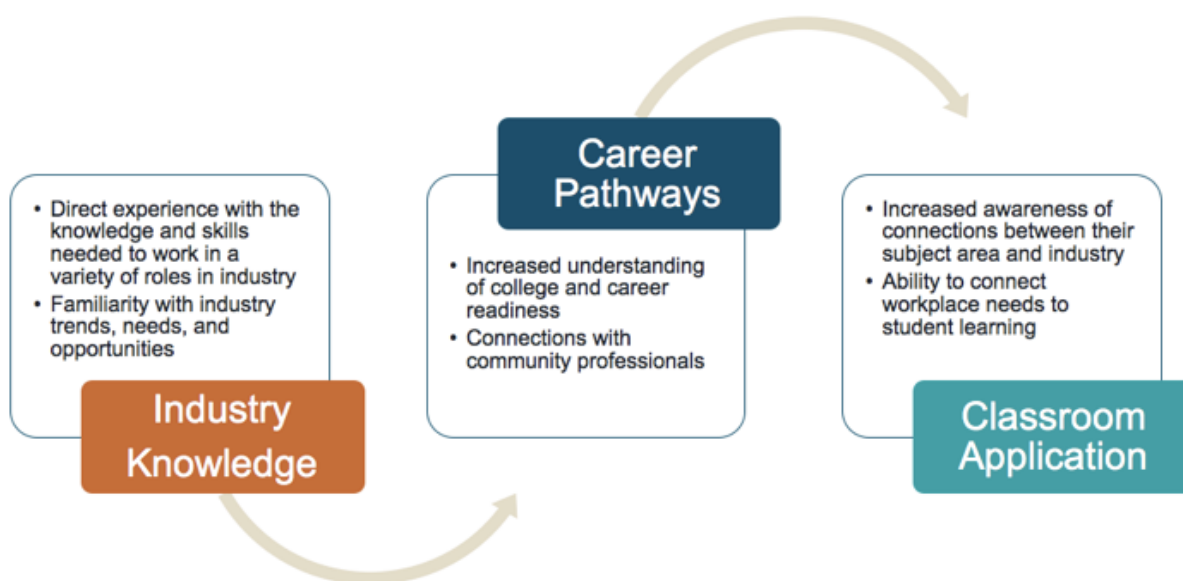 • Direct experience with the
knowledge and skills
needed to work in a
variety of roles in industry
• Familiarity with industry
trends, needs, and
opportunities
Industry
Knowledge
Career
Pathways
• Increased understanding
of college and career
readiness
• Connections with
community professionals
• Increased awareness of
connections between their
subject area and industry
• Ability to connect
workplace needs to
student learning
Classroom
Application